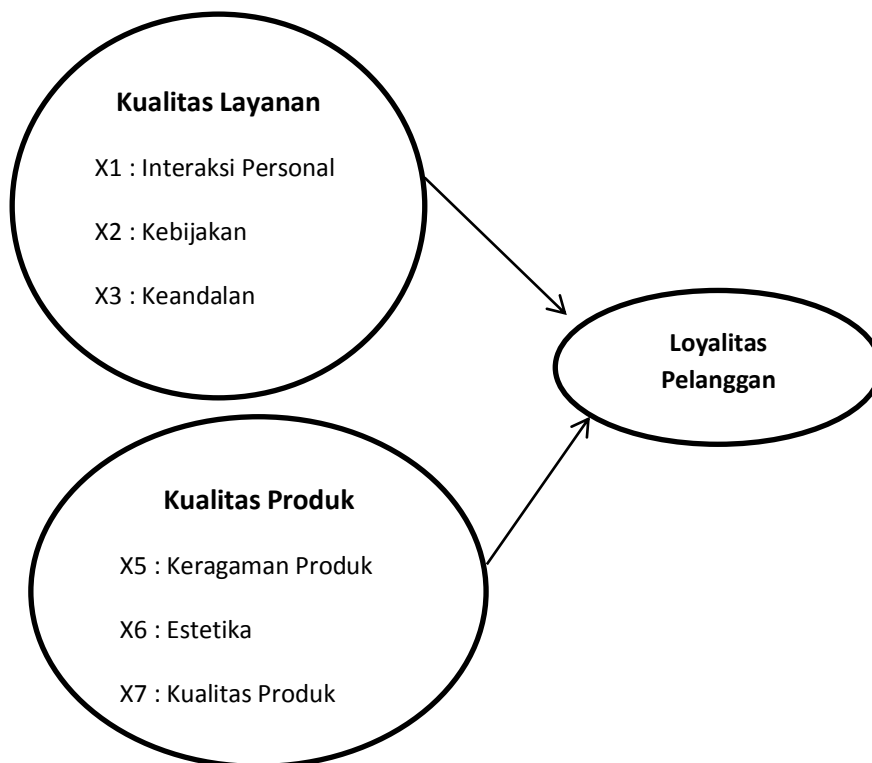 Kualitas Layanan
X1 : Interaksi Personal
X2 : Kebijakan
X3 : Keandalan
Loyalitas
Pelanggan
Kualitas Produk
X5 : Keragaman Produk
X6 : Estetika
X7 : Kualitas Produk